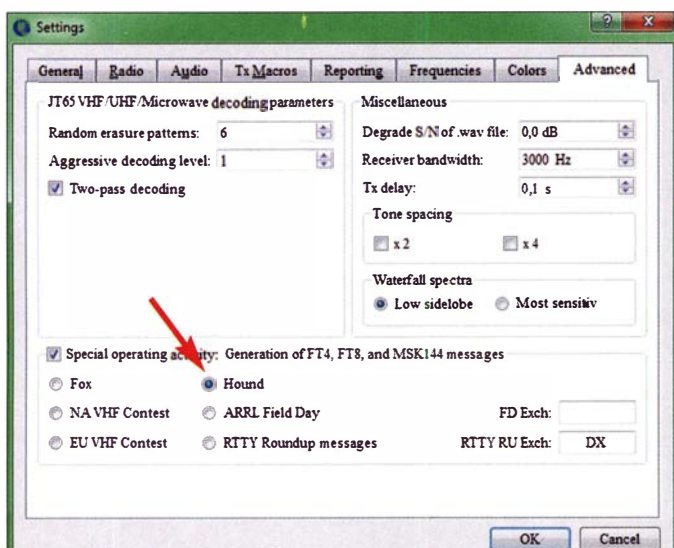 Settings
General Radio Audio Tx Macros Reporting Frequencies Colors Advanced
JT65 VHF/UHF/Microwave decoding parameters
Random erasure patterns: 6
Aggressive decoding level: 1
Two-pass decoding
Miscellaneous
Degrade S/N of .wav file: 0,0 dB
Receiver bandwidth: 3000 Hz
Tx delay: 0,1 s
Tone spacing
x 2 x 4
Waterfall spectra
Low sidelobe Most sensitiv
Special operating activity: Generation of FT4, FT8, and MSK144 messages
Fox Hound
NA VHF Contest ARRL Field Day FD Exch:
EU VHF Contest RTTY Roundup messages RTTY RU Exch: DX
OK Cancel